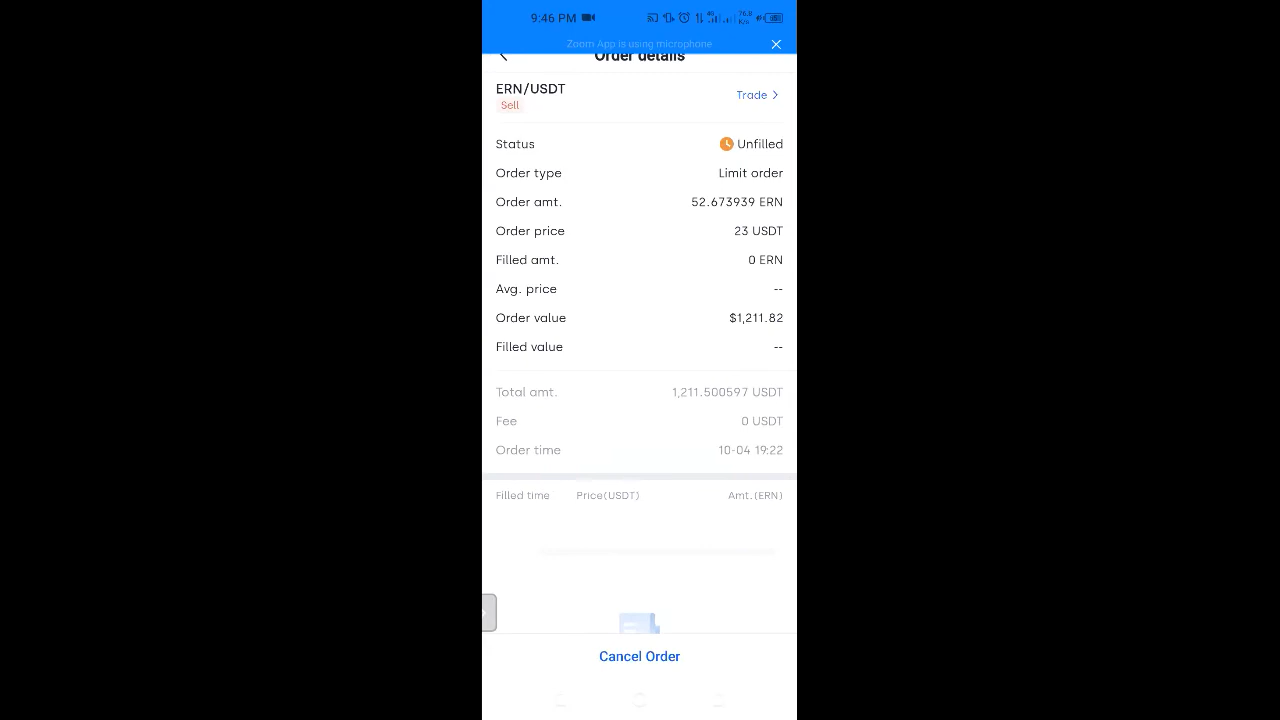 9:46 PM 4G 76.8 K/s
Zoom App is using microphone
Order details
ERN/USDT
Sell
Trade
Status Unfilled
Order type Limit order
Order amt. 52.673939 ERN
Order price 23 USDT
Filled amt. 0 ERN
Avg. price --
Order value $1,211.82
Filled value --
Total amt. 1,211.500597 USDT
Fee 0 USDT
Order time 10-04 19:22
Filled time Price(USDT) Amt.(ERN)
Cancel Order